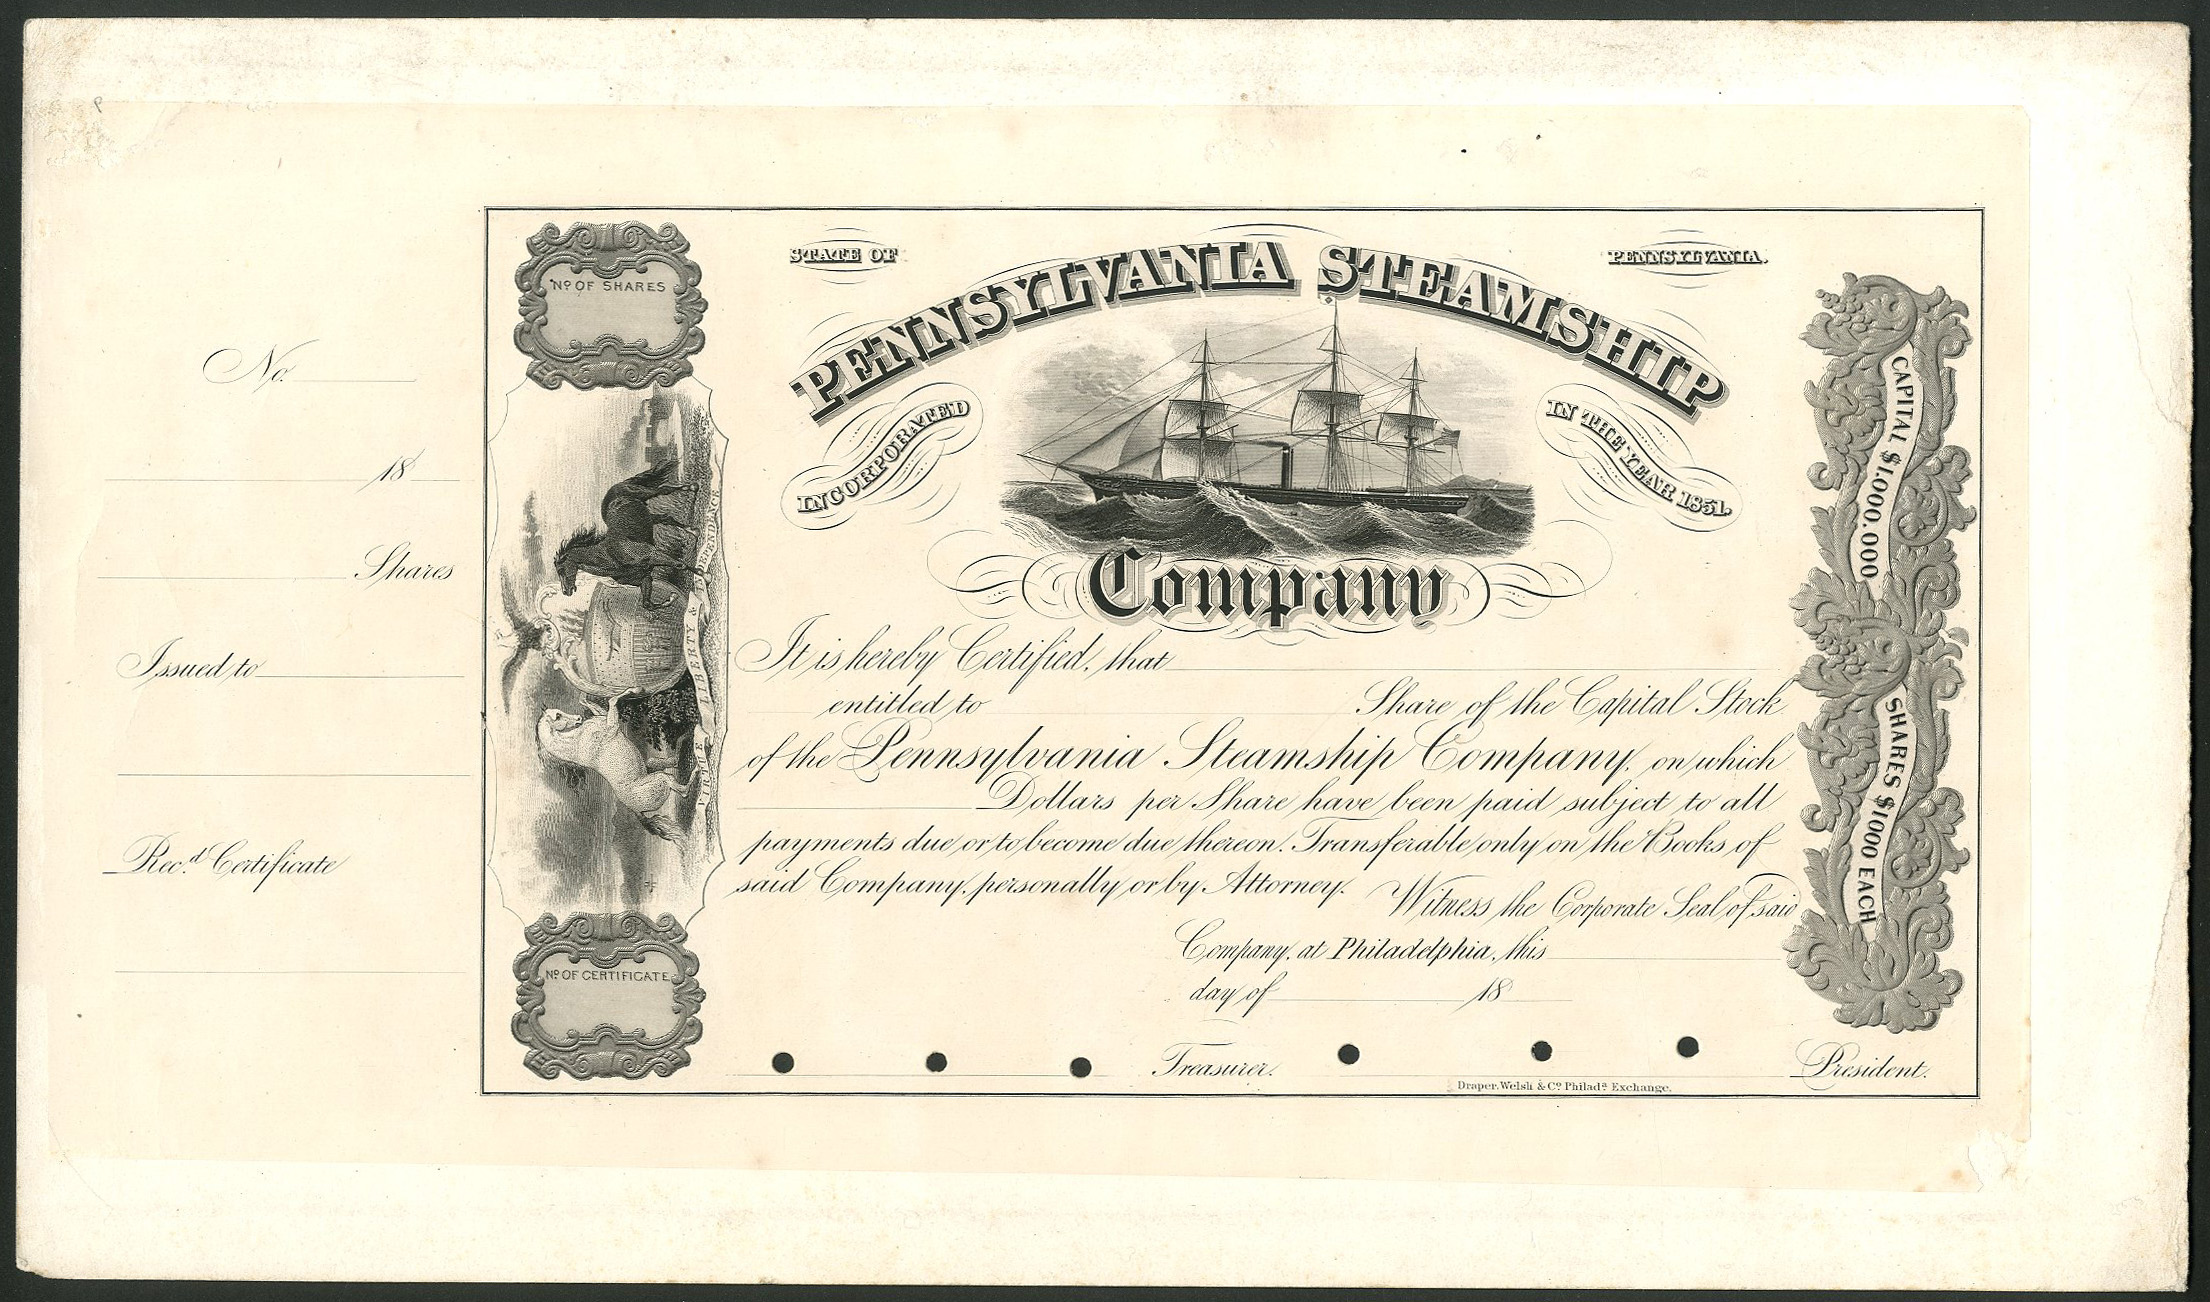 No.
18
Shares
Issued to
Rec.d Certificate
No OF SHARES
VIRTUE LIBERTY & INDEPENDENCE
No OF CERTIFICATE
STATE OF PENNSYLVANIA.
PENNSYLVANIA STEAMSHIP
INCORPORATED IN THE YEAR 1851.
Company
It is hereby Certified, that
entitled to Share of the Capital Stock
of the Pennsylvania Steamship Company, on which
Dollars per Share have been paid subject to all
payments due or to become due thereon. Transferable only on the Books of
said Company, personally or by Attorney. Witness the Corporate Seal of said
Company, at Philadelphia, this
day of 18
Treasurer. President.
Draper, Welsh & Co. Philada. Exchange.
CAPITAL $1,000,000
SHARES $1000 EACH